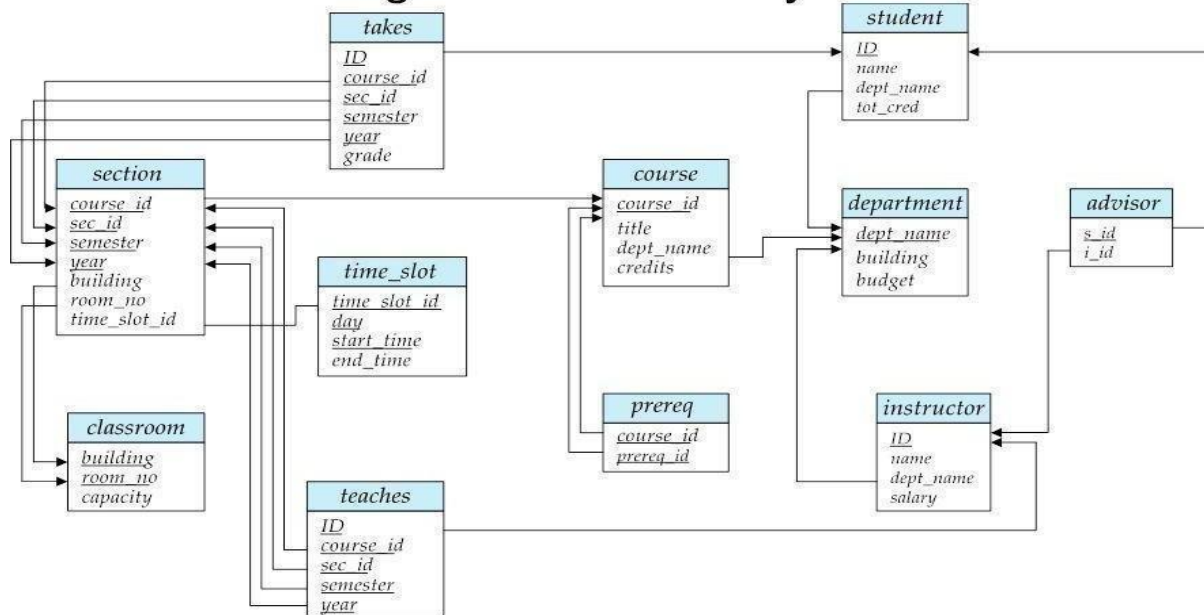 takes
ID
course_id
sec_id
semester
year
grade
student
ID
name
dept_name
tot_cred
section
course_id
sec_id
semester
year
building
room_no
time_slot_id
course
course_id
title
dept_name
credits
department
dept_name
building
budget
advisor
s_id
i_id
time_slot
time_slot_id
day
start_time
end_time
classroom
building
room_no
capacity
prereq
course_id
prereq_id
instructor
ID
name
dept_name
salary
teaches
ID
course_id
sec_id
semester
year